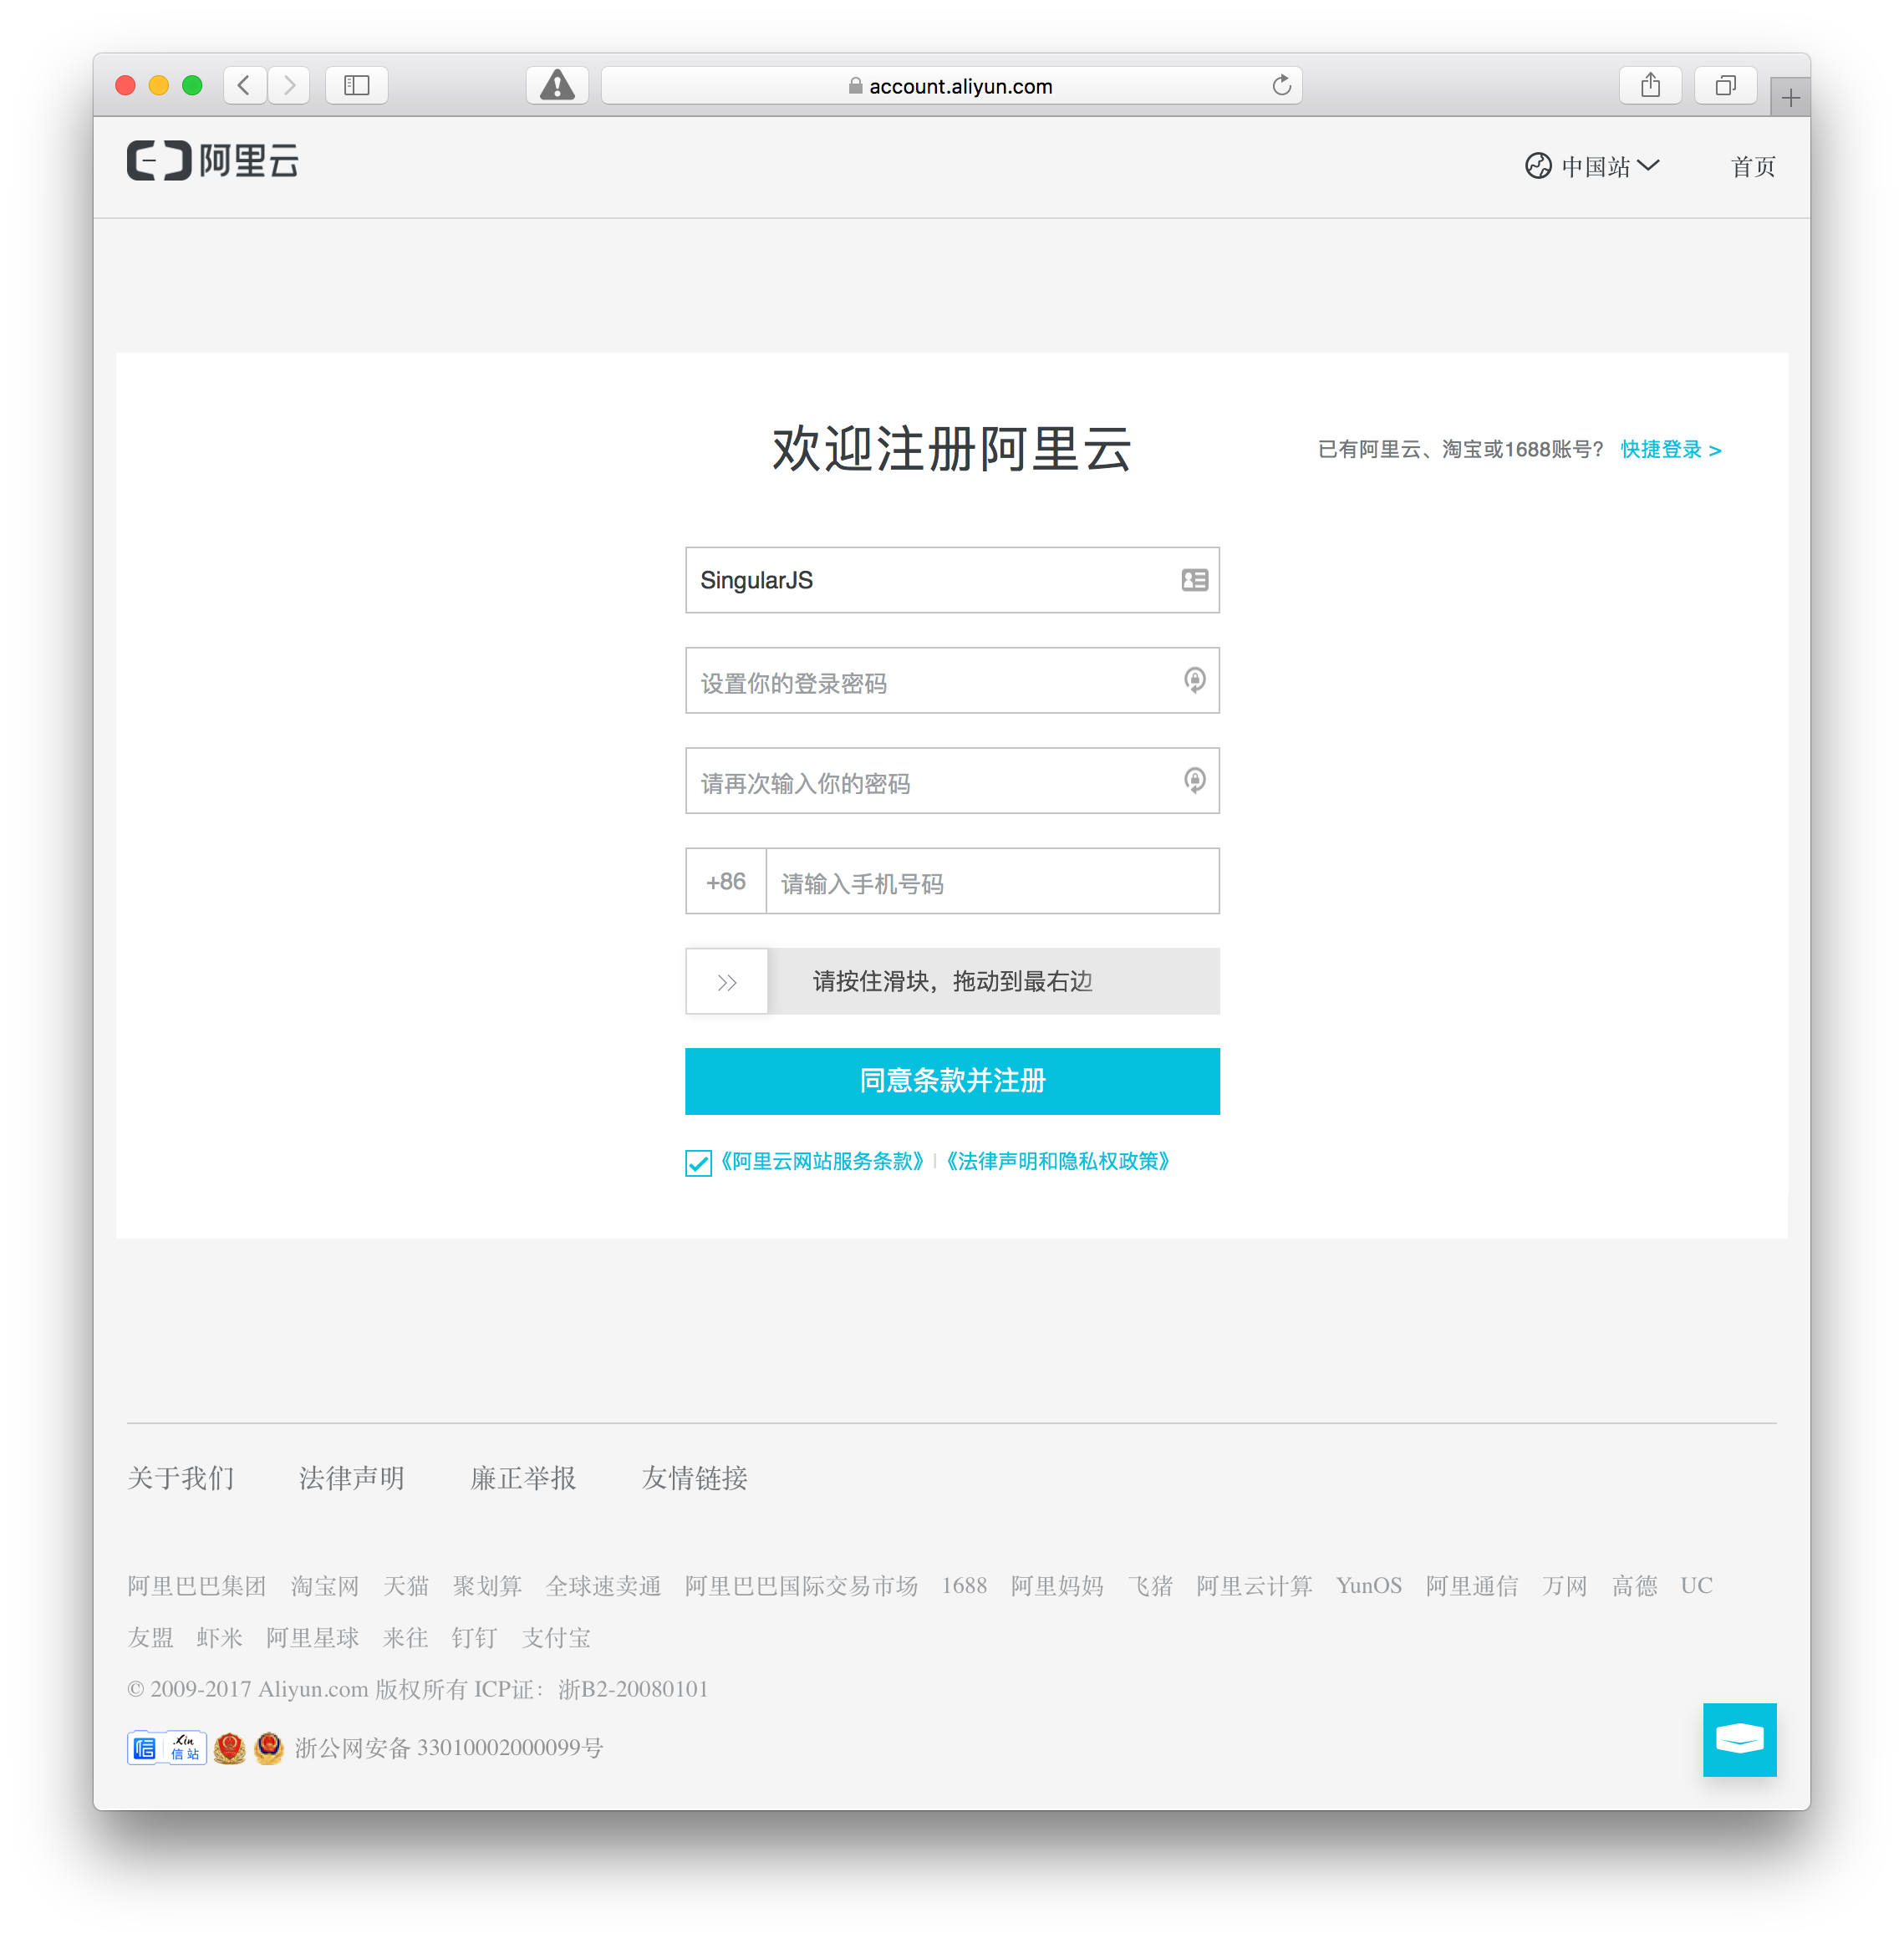 account.aliyun.com
阿里云
中国站
首页
欢迎注册阿里云
已有阿里云、淘宝或1688账号? 快捷登录 >
SingularJS
设置你的登录密码
请再次输入你的密码
+86 请输入手机号码
>> 请按住滑块，拖动到最右边
同意条款并注册
《阿里云网站服务条款》 | 《法律声明和隐私权政策》
关于我们 法律声明 廉正举报 友情链接
阿里巴巴集团 淘宝网 天猫 聚划算 全球速卖通 阿里巴巴国际交易市场 1688 阿里妈妈 飞猪 阿里云计算 YunOS 阿里通信 万网 高德 UC
友盟 虾米 阿里星球 来往 钉钉 支付宝
© 2009-2017 Aliyun.com 版权所有 ICP证：浙B2-20080101
信 .Xin 信站 浙公网安备 33010002000099号